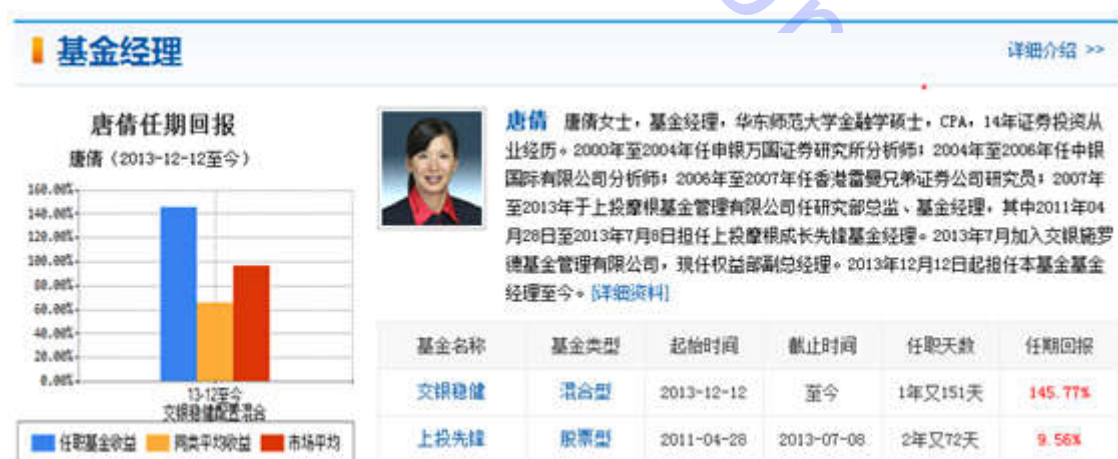 基金经理
详细介绍 >>
唐倩任期回报
唐倩（2013-12-12至今）
160.00%
140.00%
120.00%
100.00%
80.00%
60.00%
40.00%
20.00%
0.00%
13-12至今
交银稳健配置混合
任职基金收益 同类平均收益 市场平均
唐倩 唐倩女士，基金经理，华东师范大学金融学硕士，CPA，14年证券投资从
业经历。2000年至2004年任申银万国证券研究所分析师；2004年至2006年任中银
国际有限公司分析师；2006年至2007年任香港雷曼兄弟证券公司研究员；2007年
至2013年于上投摩根基金管理有限公司任研究部总监、基金经理，其中2011年04
月28日至2013年7月8日担任上投摩根成长先锋基金经理。2013年7月加入交银施罗
德基金管理有限公司，现任权益部副总经理。2013年12月12日起担任本基金基金
经理至今。[详细资料]
基金名称 基金类型 起始时间 截止时间 任职天数 任期回报
交银稳健 混合型 2013-12-12 至今 1年又151天 145.77%
上投先锋 股票型 2011-04-28 2013-07-08 2年又72天 9.56%